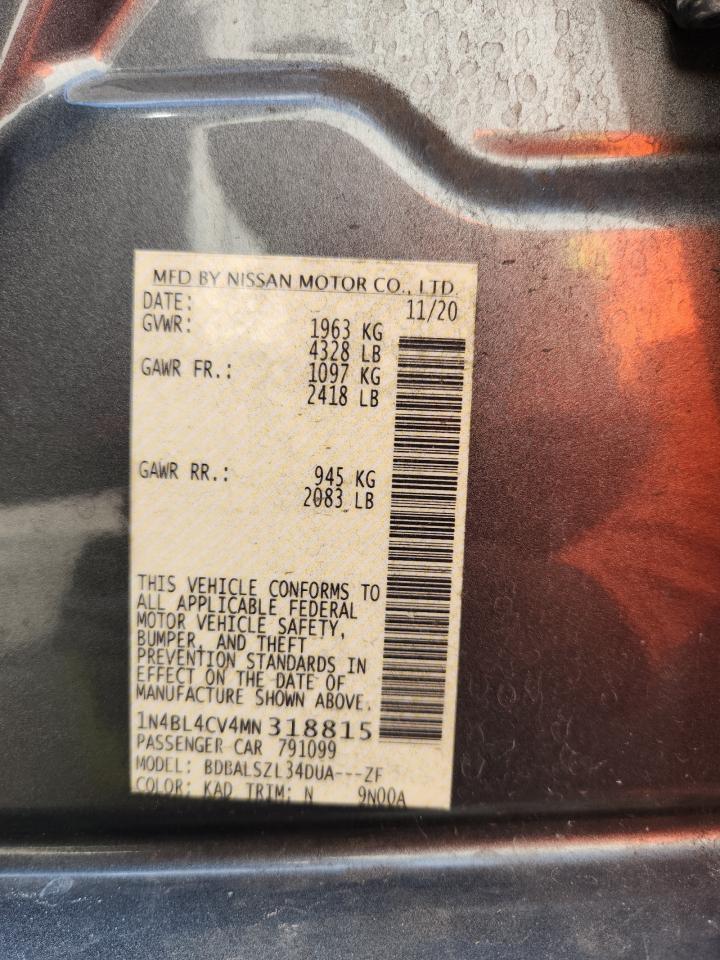 MFD BY NISSAN MOTOR CO., LTD.
DATE: 11/20
GVWR: 1963 KG
4328 LB
GAWR FR.: 1097 KG
2418 LB
GAWR RR.: 945 KG
2083 LB
THIS VEHICLE CONFORMS TO
ALL APPLICABLE FEDERAL
MOTOR VEHICLE SAFETY,
BUMPER, AND THEFT
PREVENTION STANDARDS IN
EFFECT ON THE DATE OF
MANUFACTURE SHOWN ABOVE.
1N4BL4CV4MN318815
PASSENGER CAR 791099
MODEL: BDBALSZL34DUA---ZF
COLOR: KAD TRIM: N 9N00A